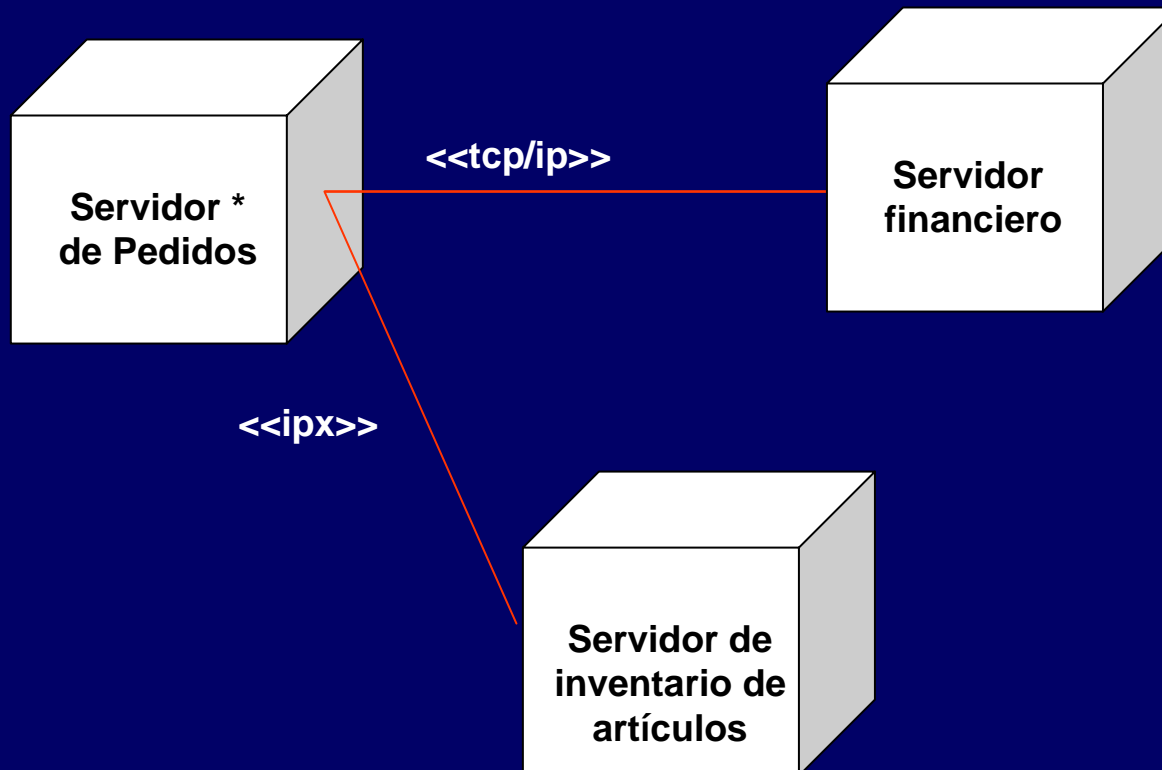 <<tcp/ip>>
Servidor
financiero
Servidor *
de Pedidos
<<ipx>>
Servidor de
inventario de
artículos